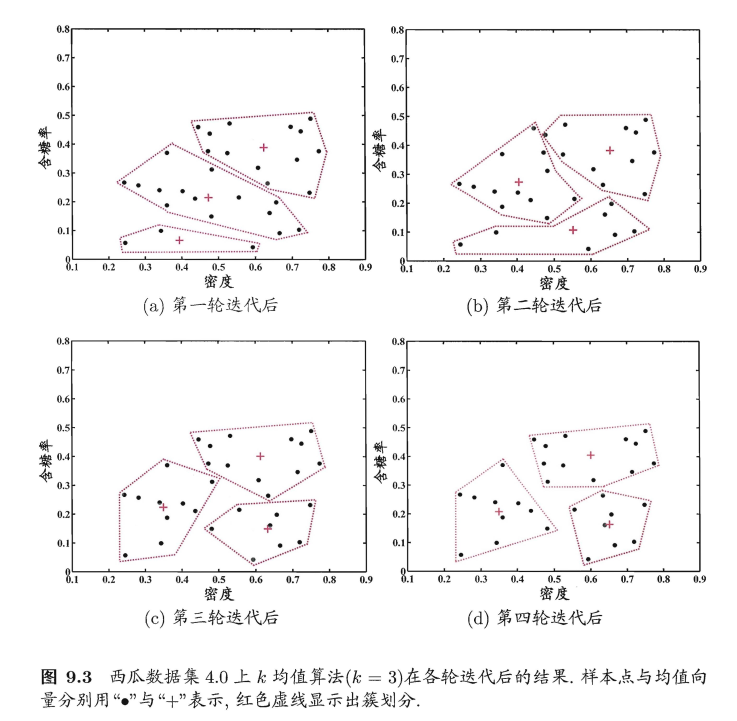 0.8
0.7
0.6
0.5
0.4
0.3
0.2
0.1
0
含糖率
0.1 0.2 0.3 0.4 0.5 0.6 0.7 0.8 0.9
密度
(a) 第一轮迭代后
0.8
0.7
0.6
0.5
0.4
0.3
0.2
0.1
0
含糖率
0.1 0.2 0.3 0.4 0.5 0.6 0.7 0.8 0.9
密度
(b) 第二轮迭代后
0.8
0.7
0.6
0.5
0.4
0.3
0.2
0.1
0
含糖率
0.1 0.2 0.3 0.4 0.5 0.6 0.7 0.8 0.9
密度
(c) 第三轮迭代后
0.8
0.7
0.6
0.5
0.4
0.3
0.2
0.1
0
含糖率
0.1 0.2 0.3 0.4 0.5 0.6 0.7 0.8 0.9
密度
(d) 第四轮迭代后
图 9.3 西瓜数据集 4.0 上 k 均值算法(k = 3)在各轮迭代后的结果. 样本点与均值向
量分别用“●”与“+”表示, 红色虚线显示出簇划分.